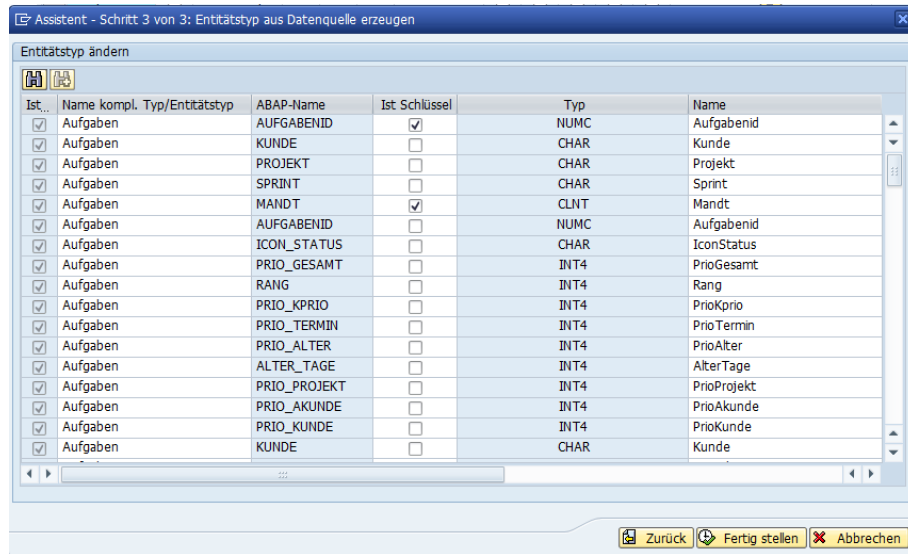 Assistent - Schritt 3 von 3: Entitätstyp aus Datenquelle erzeugen
Entitätstyp ändern
Ist... Name kompl. Typ/Entitätstyp ABAP-Name Ist Schlüssel Typ Name
Aufgaben AUFGABENID NUMC Aufgabenid
Aufgaben KUNDE CHAR Kunde
Aufgaben PROJEKT CHAR Projekt
Aufgaben SPRINT CHAR Sprint
Aufgaben MANDT CLNT Mandt
Aufgaben AUFGABENID NUMC Aufgabenid
Aufgaben ICON_STATUS CHAR IconStatus
Aufgaben PRIO_GESAMT INT4 PrioGesamt
Aufgaben RANG INT4 Rang
Aufgaben PRIO_KPRIO INT4 PrioKprio
Aufgaben PRIO_TERMIN INT4 PrioTermin
Aufgaben PRIO_ALTER INT4 PrioAlter
Aufgaben ALTER_TAGE INT4 AlterTage
Aufgaben PRIO_PROJEKT INT4 PrioProjekt
Aufgaben PRIO_AKUNDE INT4 PrioAkunde
Aufgaben PRIO_KUNDE INT4 PrioKunde
Aufgaben KUNDE CHAR Kunde
Zurück Fertig stellen Abbrechen